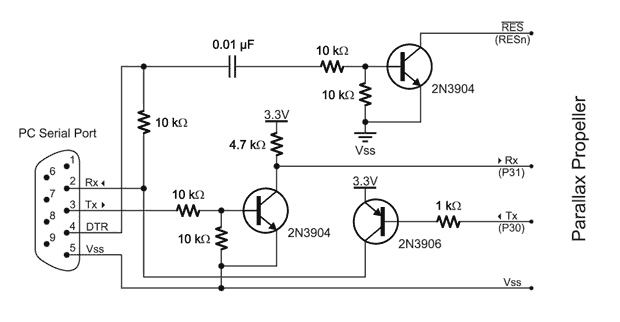 RES
(RESn)
0.01 µF
10 kΩ
10 kΩ
2N3904
Vss
10 kΩ
3.3V
4.7 kΩ
PC Serial Port
1
6
2
Rx
7
3
Tx
8
4
DTR
9
5
Vss
10 kΩ
10 kΩ
2N3904
3.3V
2N3906
1 kΩ
Rx
(P31)
Tx
(P30)
Vss
Parallax Propeller